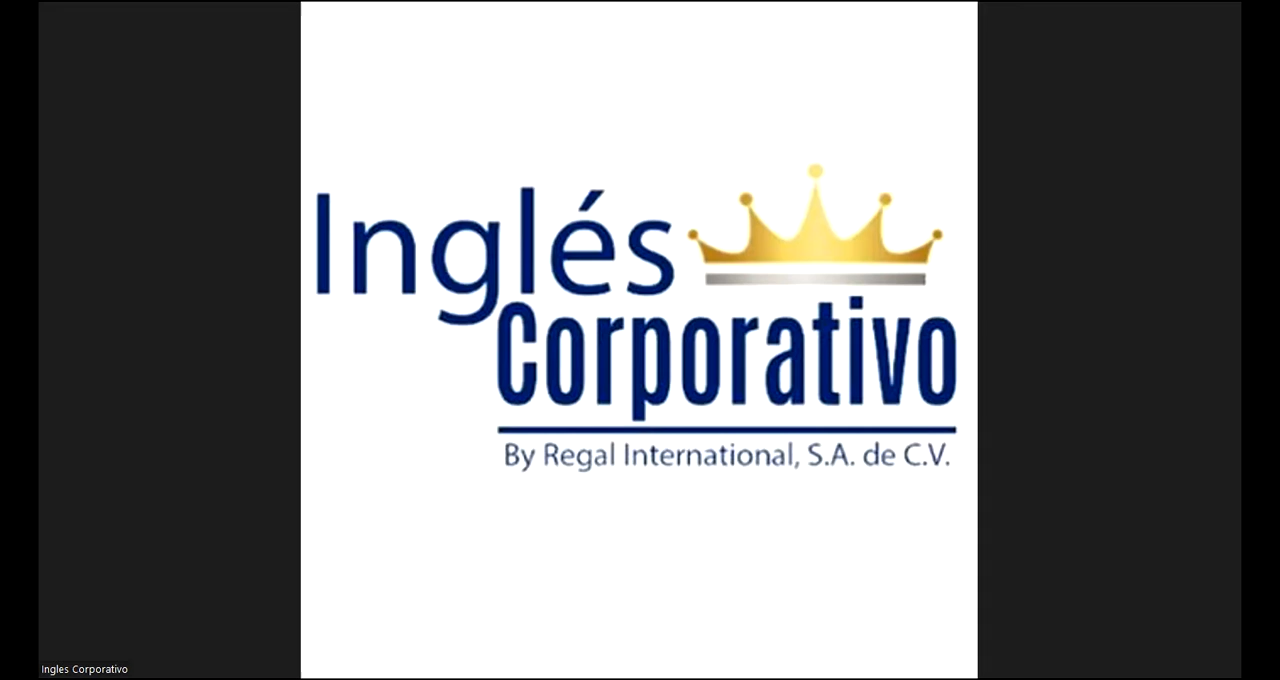 Inglés
Corporativo
By Regal International, S.A. de C.V.
Ingles Corporativo